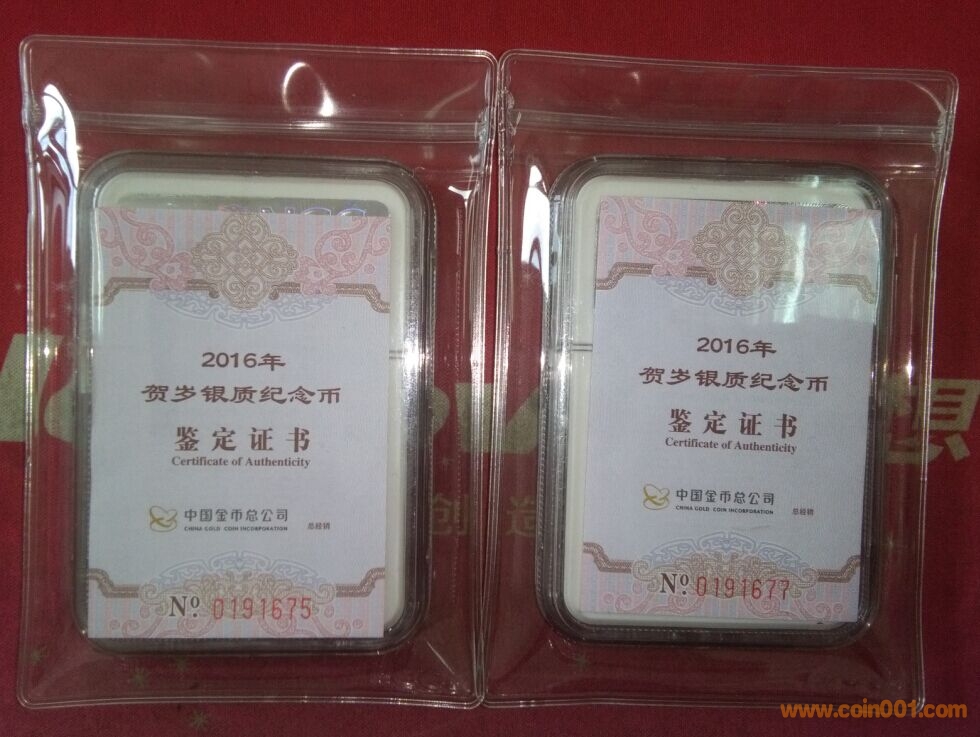 2016年
贺岁银质纪念币
鉴定证书
Certificate of Authenticity
中国金币总公司
CHINA GOLD COIN INCORPORATION
总经销
Nº 0191675
2016年
贺岁银质纪念币
鉴定证书
Certificate of Authenticity
中国金币总公司
CHINA GOLD COIN INCORPORATION
总经销
Nº 0191677
想
创造
www.coin001.com